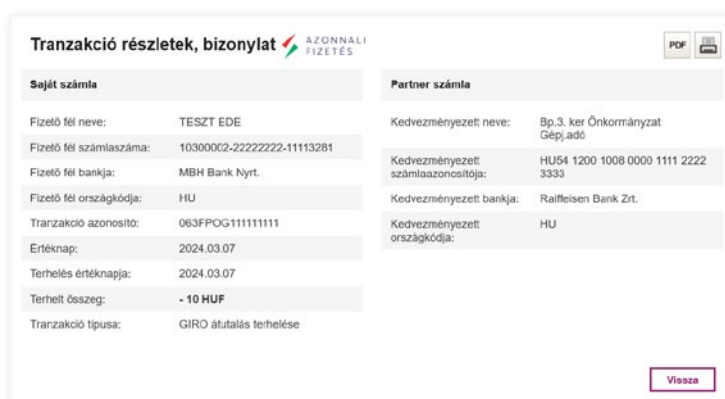 Tranzakció részletek, bizonylat
AZONNALI
FIZETÉS
PDF
Saját számla
Fizető fél neve: TESZT EDE
Fizető fél számlaszáma: 10300002-22222222-11113281
Fizető fél bankja: MBH Bank Nyrt.
Fizető fél országkódja: HU
Tranzakció azonosító: 063FPOG111111111
Értéknap: 2024.03.07
Terhelés értéknapja: 2024.03.07
Terhelt összeg: - 10 HUF
Tranzakció típusa: GIRO átutalás terhelése
Partner számla
Kedvezményezett neve: Bp.3. ker Önkormányzat
Gépj.adó
Kedvezményezett
számlaazonosítója: HU54 1200 1008 0000 1111 2222
3333
Kedvezményezett bankja: Raiffeisen Bank Zrt.
Kedvezményezett
országkódja: HU
Vissza